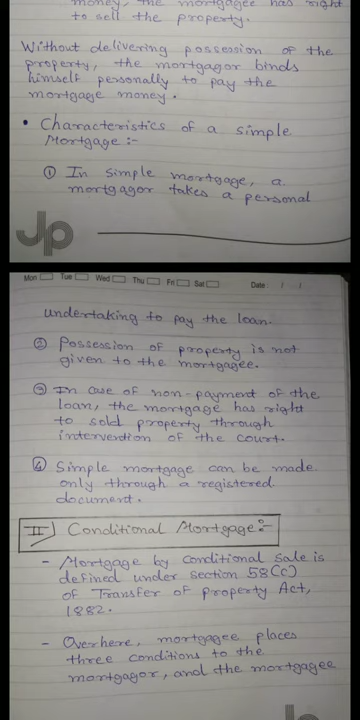 money, the mortgagee has right
to sell the property.
Without delivering possession of the
property, the mortgagor binds
himself personally to pay the
mortgage money.
• Characteristics of a simple
Mortgage :-
① In simple mortgage, a
mortgagor takes a personal
Jp
Mon Tue Wed Thu Fri Sat Date: / /
undertaking to pay the loan.
② Possession of property is not
given to the mortgagee.
③ In case of non-payment of the
loan, the mortgage has right
to sold property through
intervention of the court.
④ Simple mortgage can be made
only through a registered
document.
II) Conditional Mortgage :-
- Mortgage by conditional sale is
defined under section 58(c)
of Transfer of property Act,
1882.
- Overhere, mortgagee places
three conditions to the
mortgagor, and the mortgagee